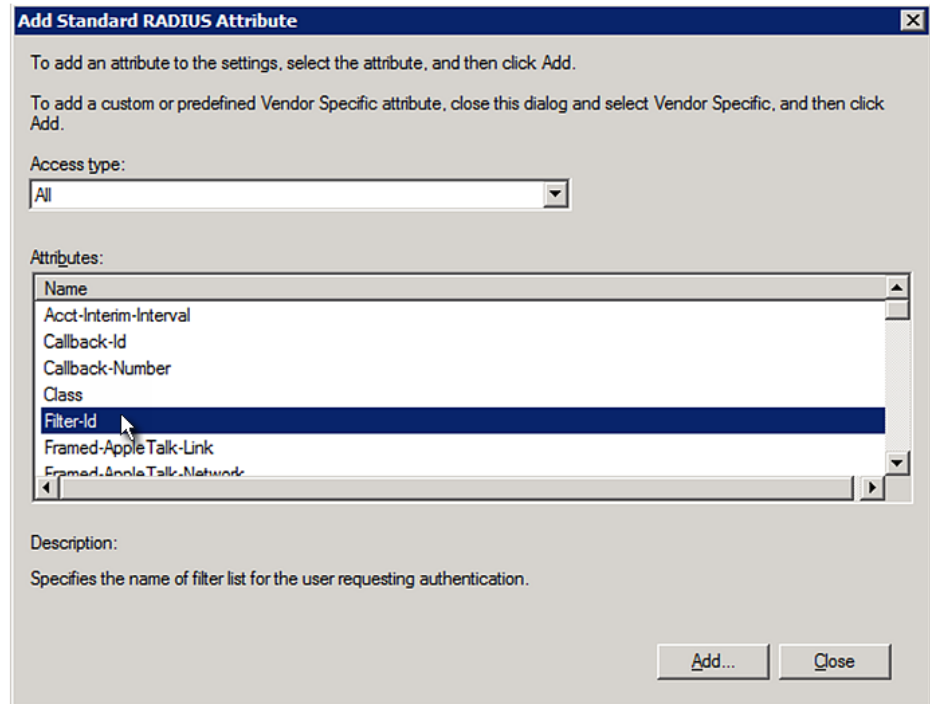 Add Standard RADIUS Attribute
To add an attribute to the settings, select the attribute, and then click Add.
To add a custom or predefined Vendor Specific attribute, close this dialog and select Vendor Specific, and then click
Add.
Access type:
All
Attributes:
Name
Acct-Interim-Interval
Callback-Id
Callback-Number
Class
Filter-Id
Framed-AppleTalk-Link
Framed-AppleTalk-Network
Description:
Specifies the name of filter list for the user requesting authentication.
Add... Close